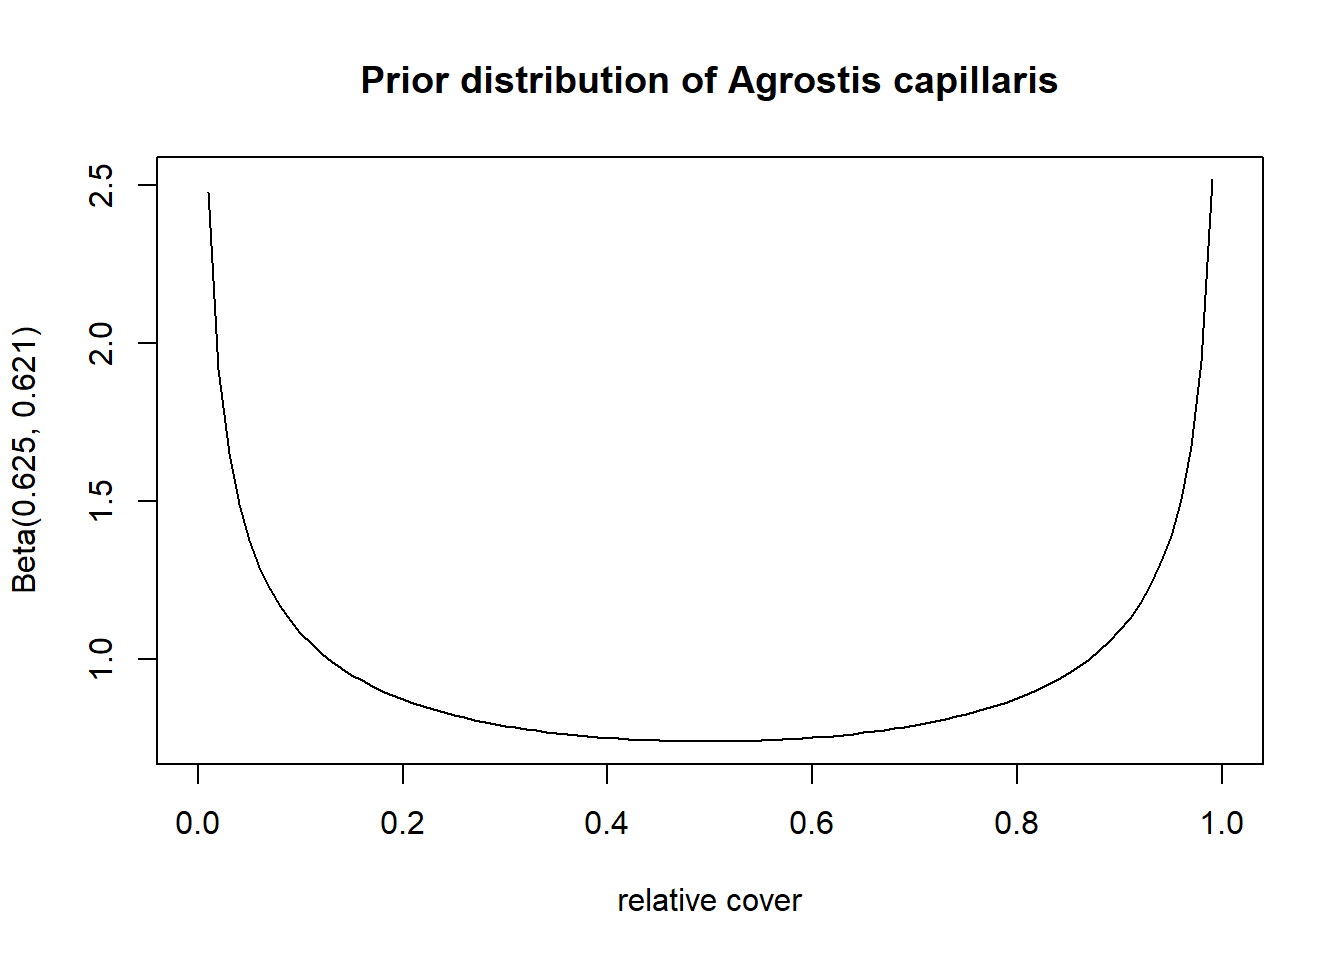 Prior distribution of Agrostis capillaris
Beta(0.625, 0.621)
2.5
2.0
1.5
1.0
0.0 0.2 0.4 0.6 0.8 1.0
relative cover